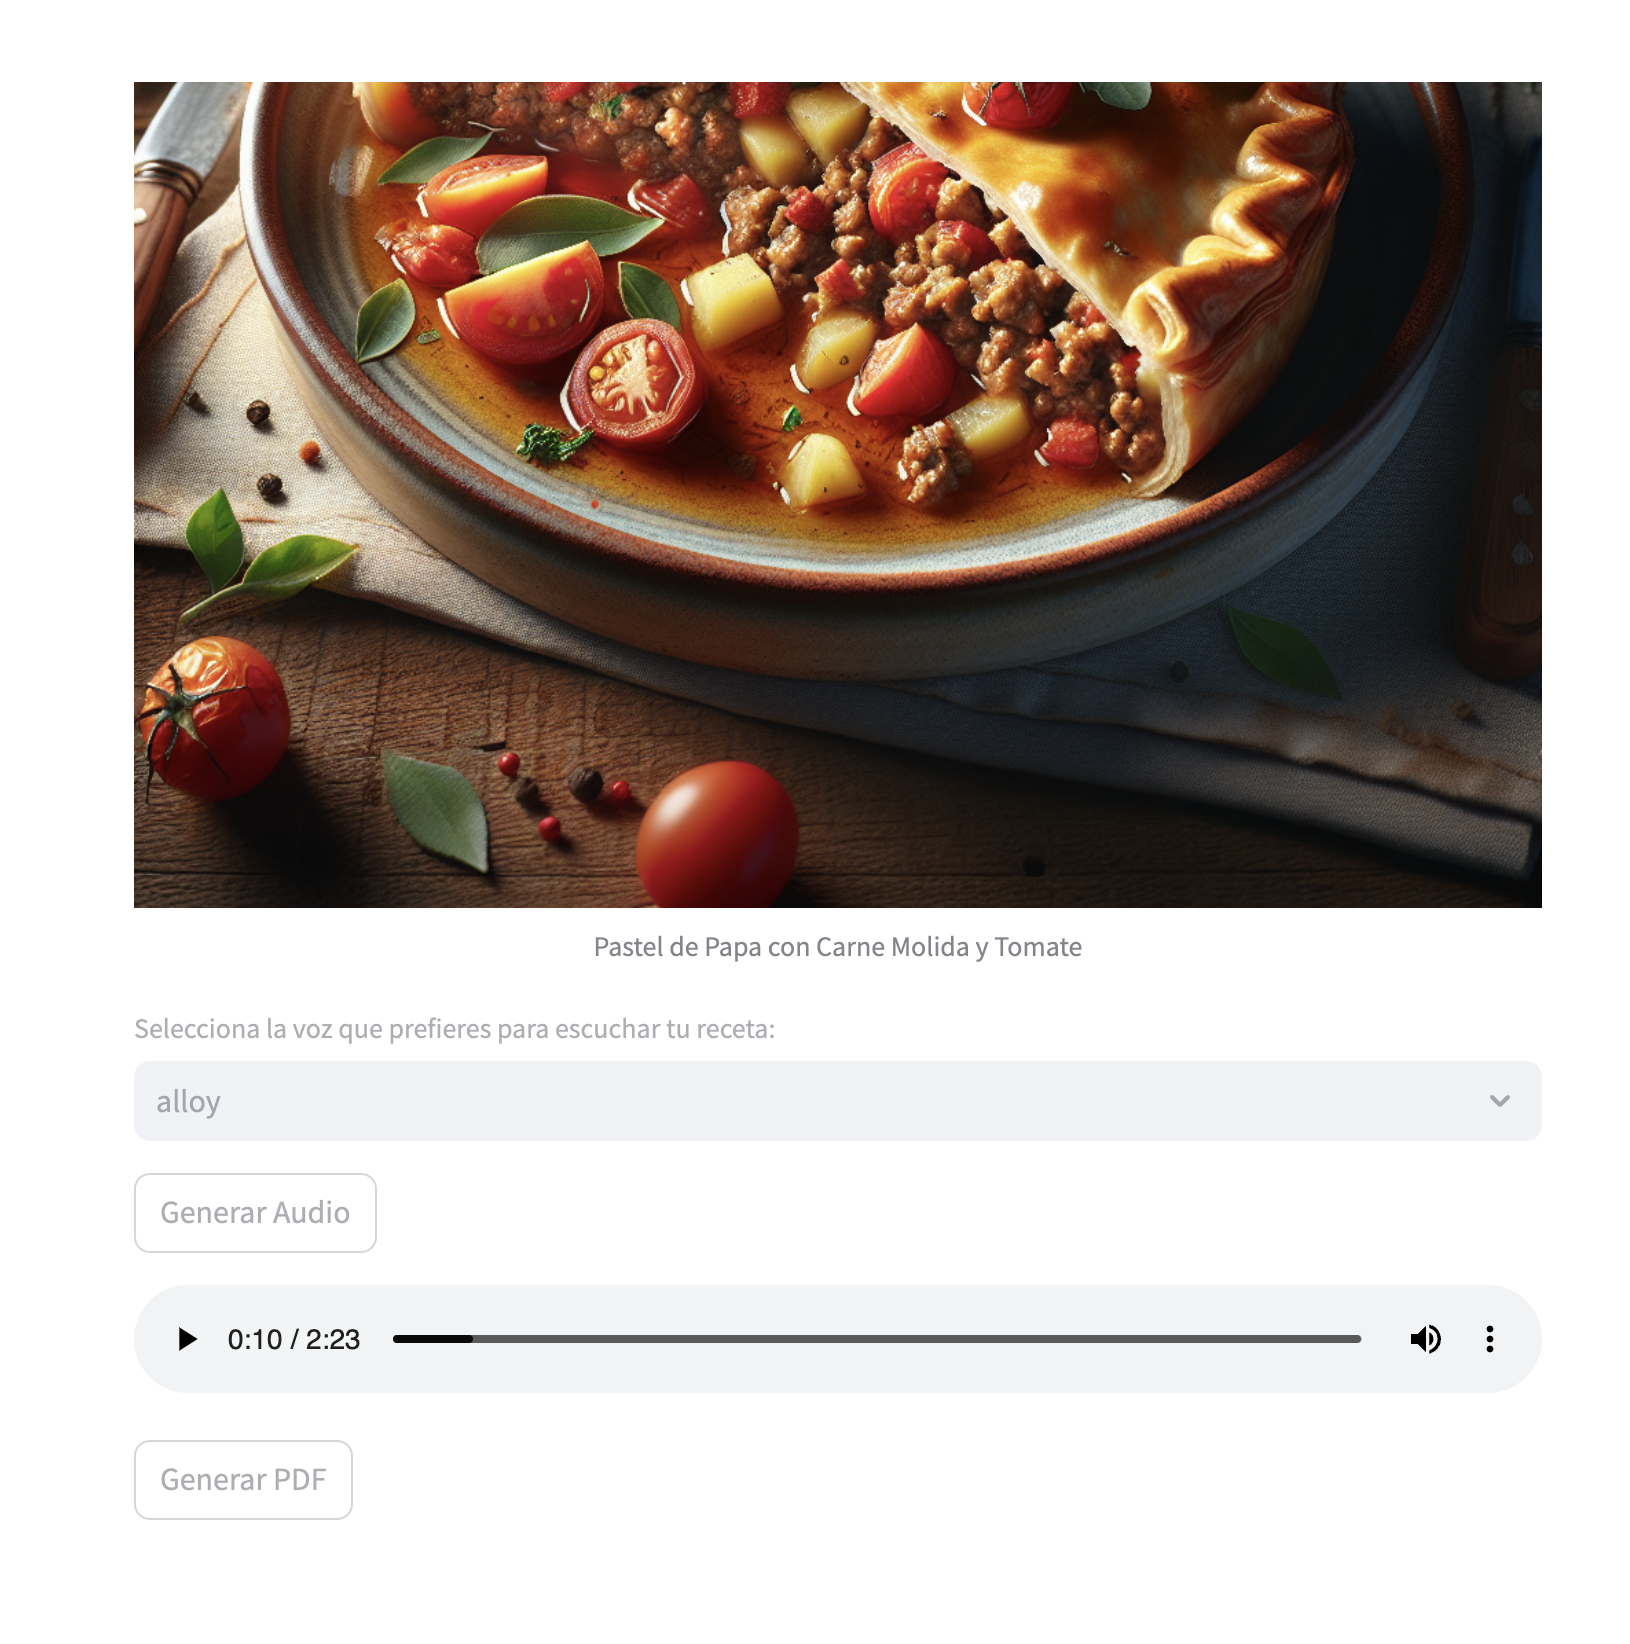 Pastel de Papa con Carne Molida y Tomate
Selecciona la voz que prefieres para escuchar tu receta:
alloy
Generar Audio
0:10 / 2:23
Generar PDF